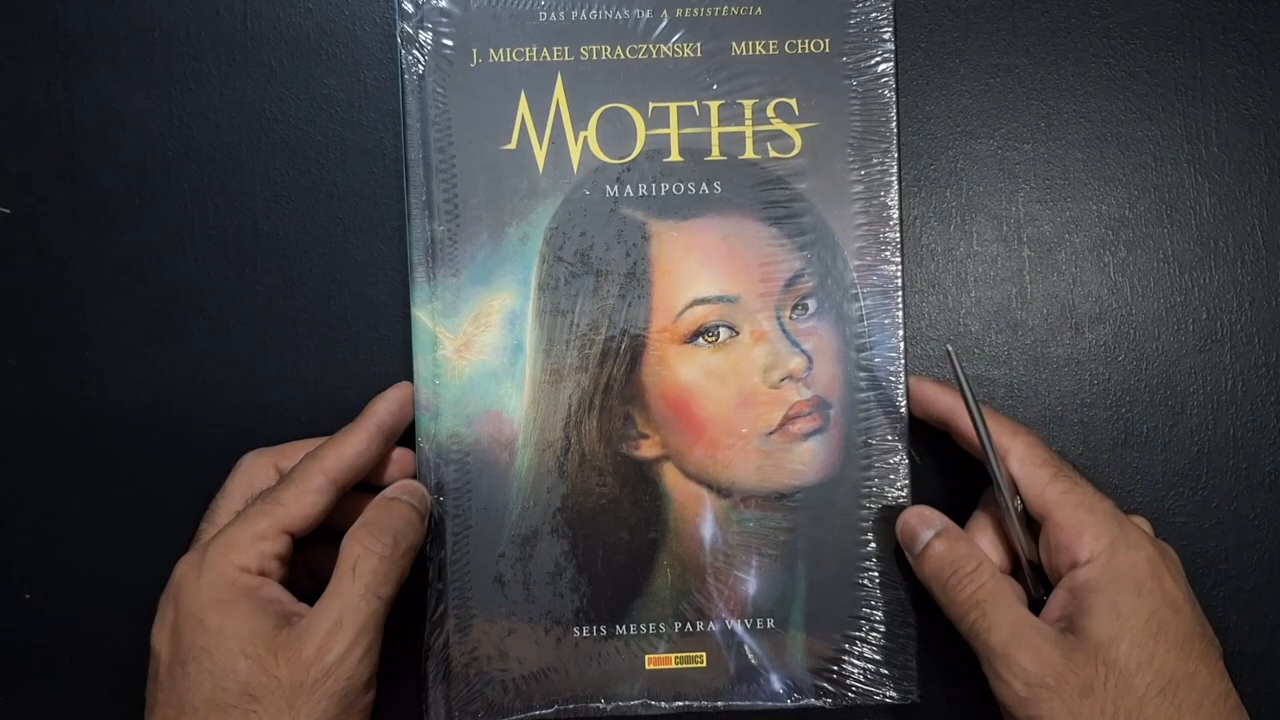 DAS PÁGINAS DE A RESISTÊNCIA
J. MICHAEL STRACZYNSKI MIKE CHOI
MOTHS
- MARIPOSAS
SEIS MESES PARA VIVER
PANINI COMICS